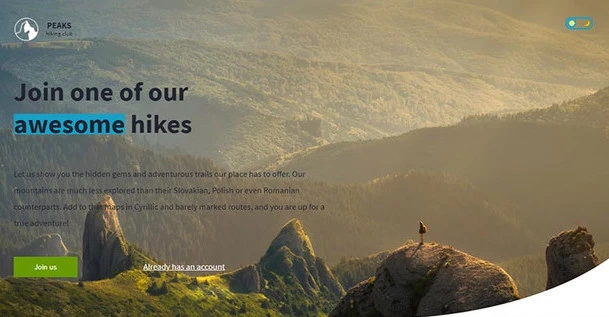 PEAKS
hiking club
Join one of our
awesome hikes
Let us show you the hidden gems and adventurous trails our place has to offer. Our
mountains are much less explored than their Slovakian, Polish or even Romanian
counterparts. Add to that maps in Cyrillic and barely marked routes, and you are up for a
true adventure!
Join us
Already has an account